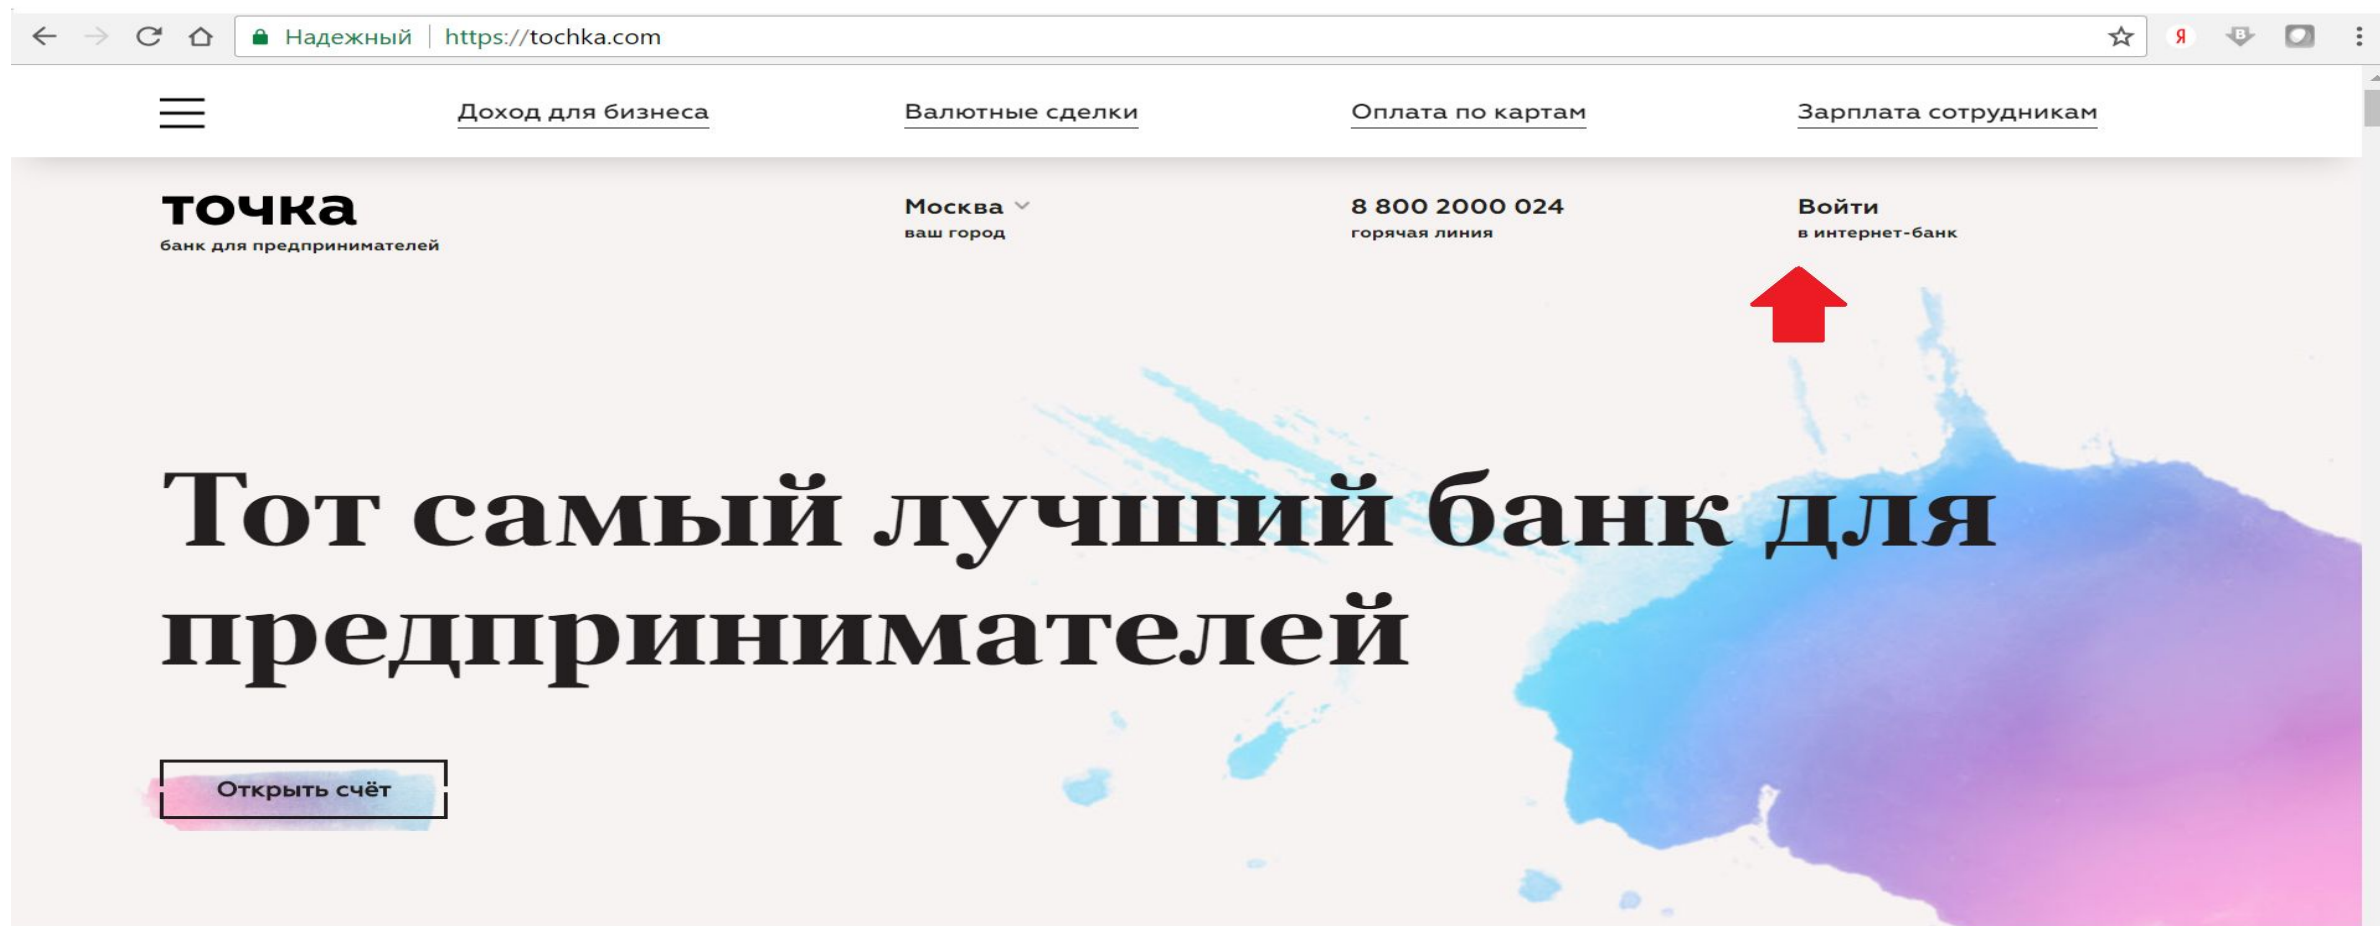 Надежный https://tochka.com
Я
B
Доход для бизнеса Валютные сделки Оплата по картам Зарплата сотрудникам
точка Москва 8 800 2000 024 Войти
банк для предпринимателей ваш город горячая линия в интернет-банк
Тот самый лучший банк для
предпринимателей
Открыть счёт